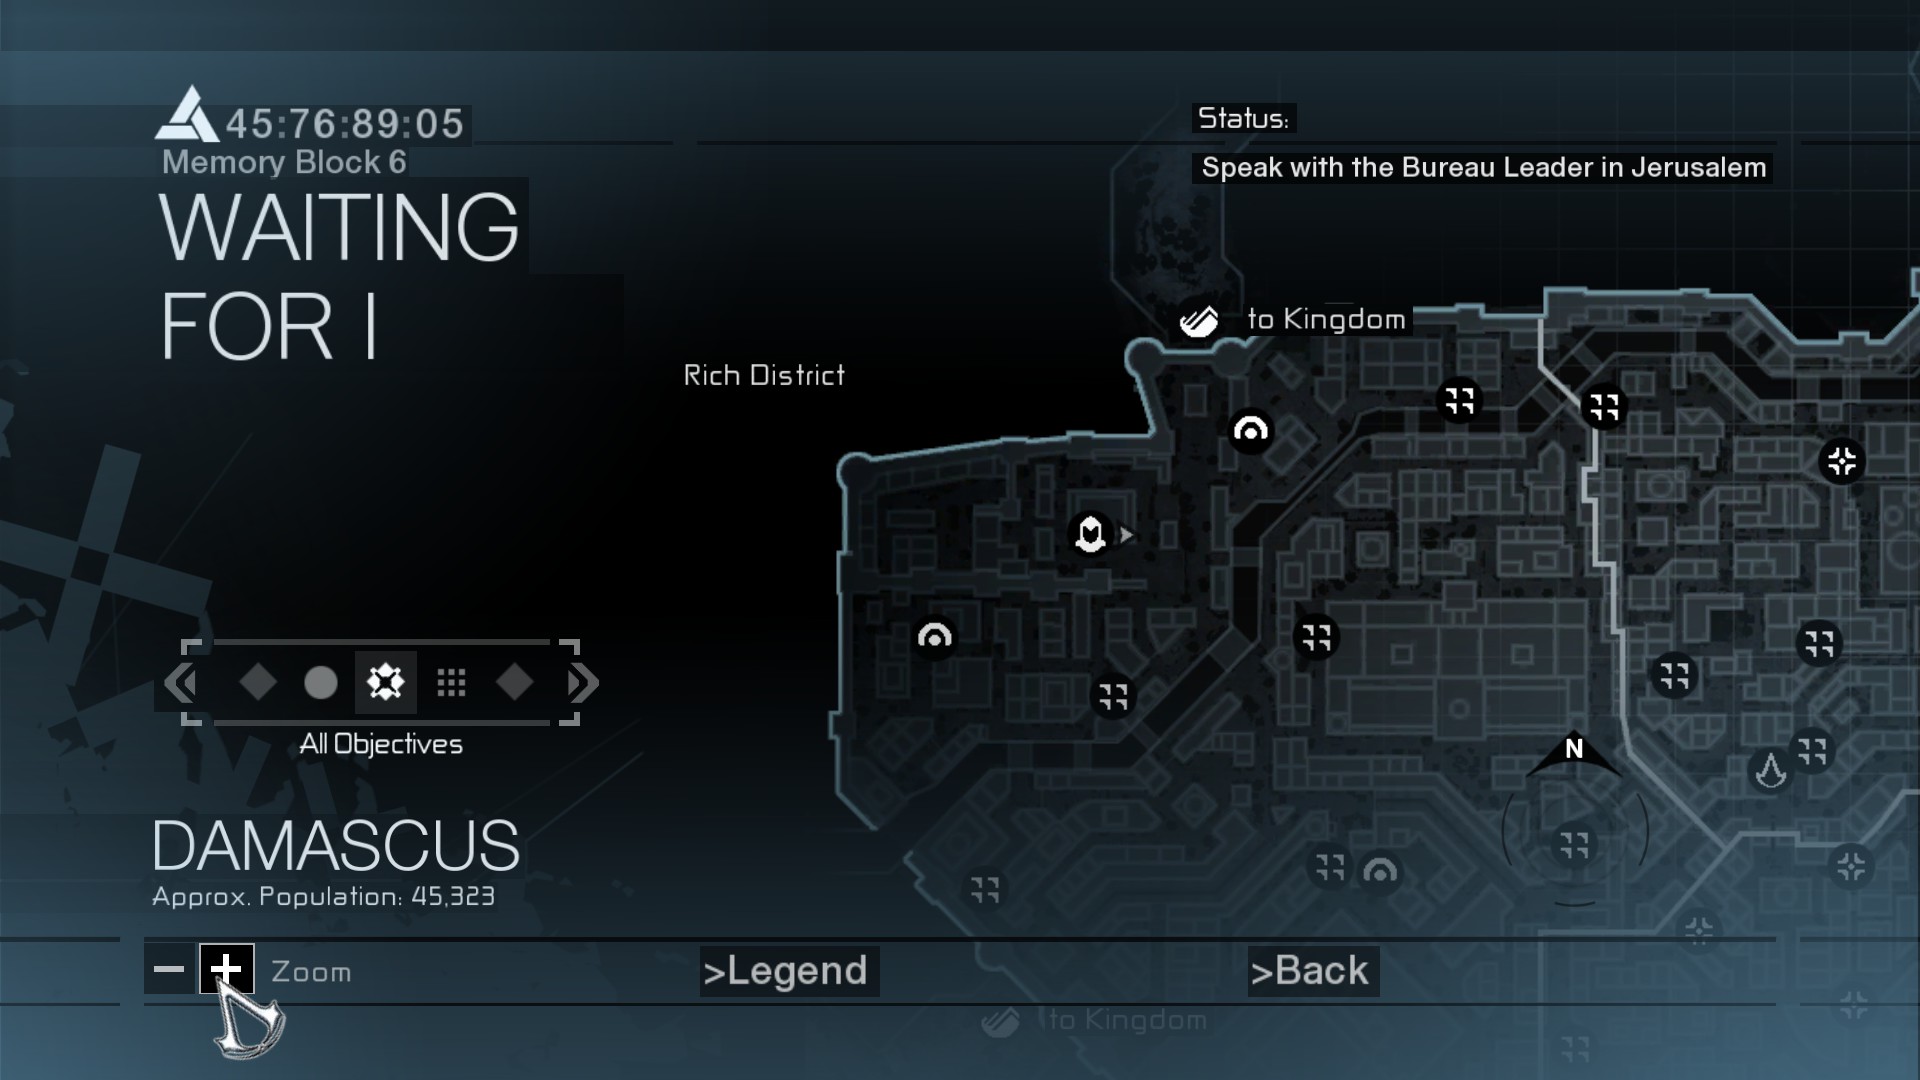 45:76:89:05
Memory Block 6
WAITING
FOR I
Status:
Speak with the Bureau Leader in Jerusalem
to Kingdom
Rich District
N
All Objectives
DAMASCUS
Approx. Population: 45,323
Zoom
>Legend
>Back
to Kingdom